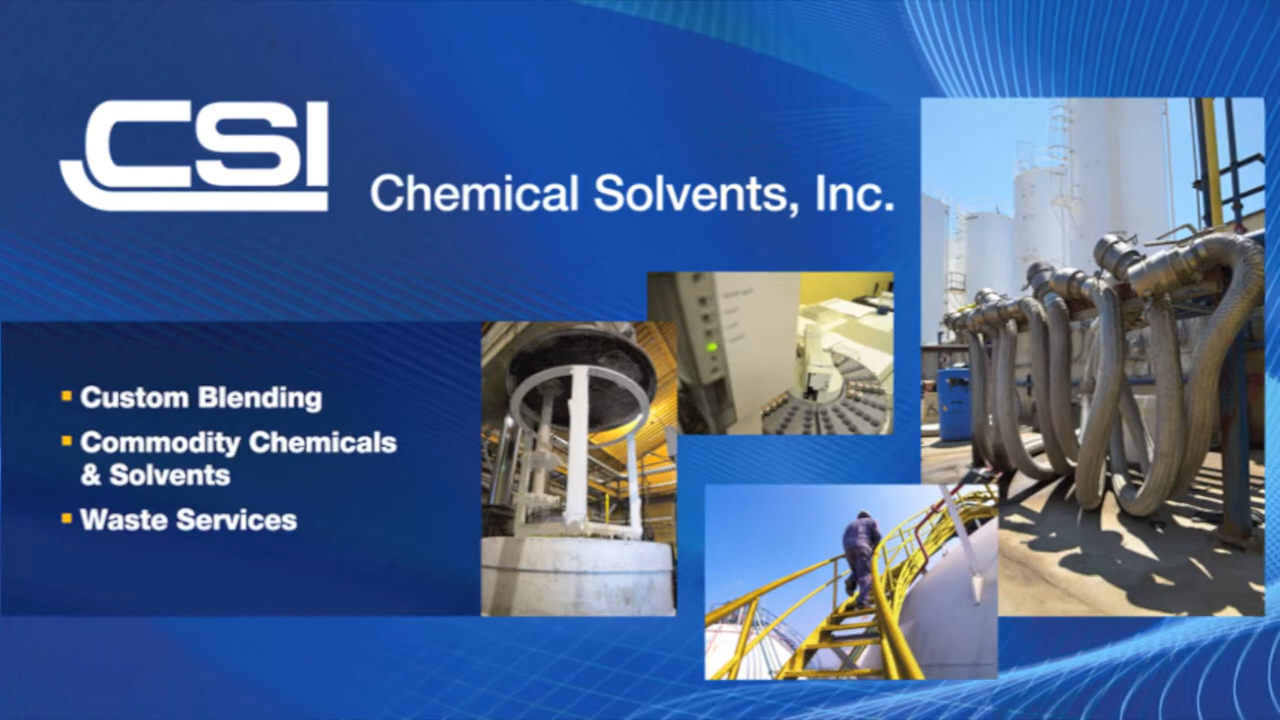 CSI
Chemical Solvents, Inc.
▪ Custom Blending
▪ Commodity Chemicals
& Solvents
▪ Waste Services